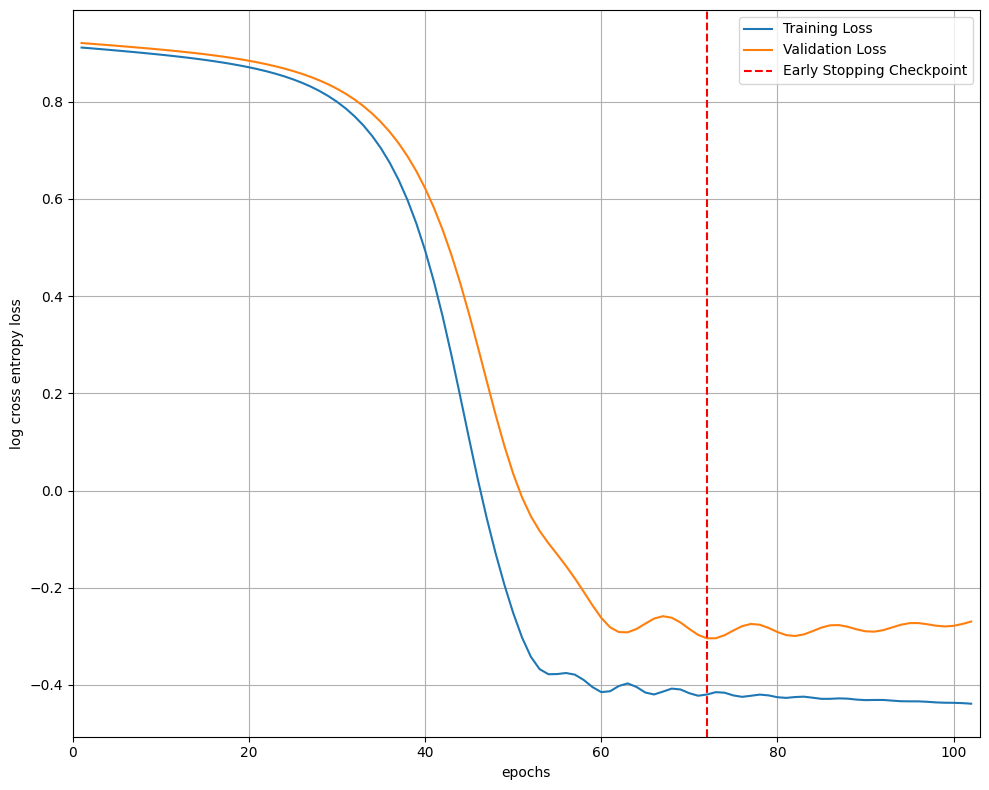 Training Loss
Validation Loss
Early Stopping Checkpoint
log cross entropy loss
0.8
0.6
0.4
0.2
0.0
−0.2
−0.4
0 20 40 60 80 100
epochs